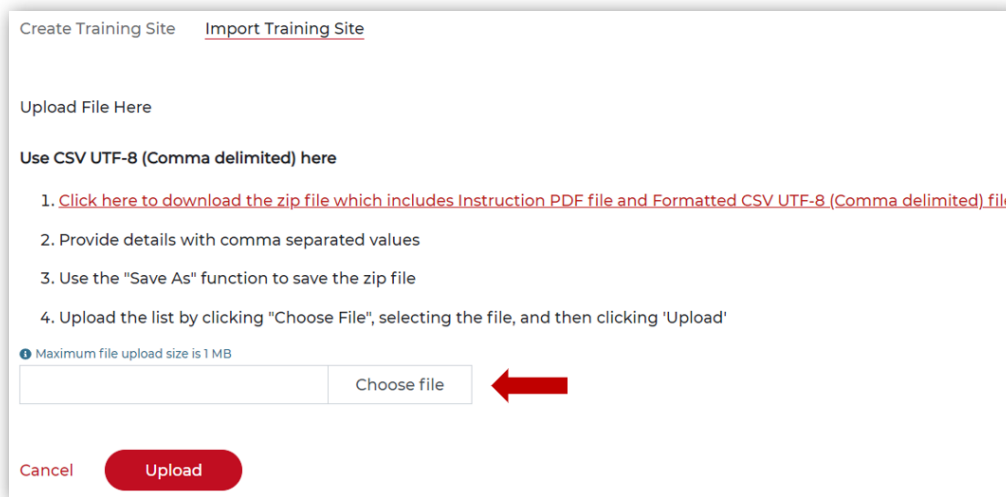 Create Training Site Import Training Site
Upload File Here
Use CSV UTF-8 (Comma delimited) here
1. Click here to download the zip file which includes Instruction PDF file and Formatted CSV UTF-8 (Comma delimited) file
2. Provide details with comma separated values
3. Use the "Save As" function to save the zip file
4. Upload the list by clicking "Choose File", selecting the file, and then clicking 'Upload'
Maximum file upload size is 1 MB
Choose file
Cancel Upload